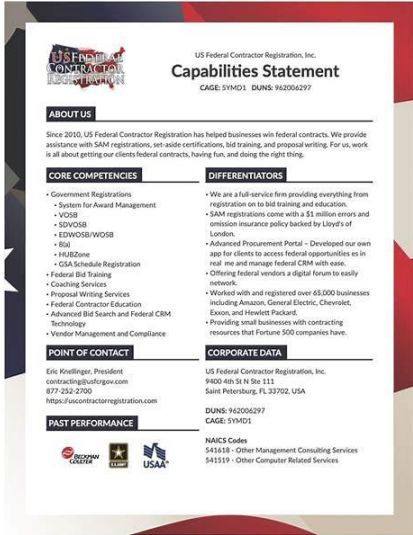 US FEDERAL
CONTRACTOR
REGISTRATION
US Federal Contractor Registration, Inc.
Capabilities Statement
CAGE: 5YMD1 DUNS: 962006297
ABOUT US
Since 2010, US Federal Contractor Registration has helped businesses win federal contracts. We provide
assistance with SAM registrations, set-aside certifications, bid training, and proposal writing. For us, work
is all about getting our clients federal contracts, having fun, and doing the right thing.
CORE COMPETENCIES
• Government Registrations
• System for Award Management
• VOSB
• SDVOSB
• EDWOSB/WOSB
• 8(a)
• HUBZone
• GSA Schedule Registration
• Federal Bid Training
• Coaching Services
• Proposal Writing Services
• Federal Contractor Education
• Advanced Bid Search and Federal CRM
Technology
• Vendor Management and Compliance
DIFFERENTIATORS
• We are a full-service firm providing everything from
registration on to bid training and education.
• SAM registrations come with a $1 million errors and
omission insurance policy backed by Lloyd's of
London.
• Advanced Procurement Portal – Developed our own
app for clients to access federal opportunities es in
real me and manage federal CRM with ease.
• Offering federal vendors a digital forum to easily
network.
• Worked with and registered over 65,000 businesses
including Amazon, General Electric, Chevrolet,
Exxon, and Hewlett Packard.
• Providing small businesses with contracting
resources that Fortune 500 companies have.
POINT OF CONTACT
Eric Knellinger, President
contracting@usfcrgov.com
877-252-2700
https://uscontractorregistration.com
PAST PERFORMANCE
BECKMAN
COULTER
U.S. ARMY
USAA
CORPORATE DATA
US Federal Contractor Registration, Inc.
9400 4th St N Ste 111
Saint Petersburg, FL 33702, USA
DUNS: 962006297
CAGE: 5YMD1
NAICS Codes
541618 - Other Management Consulting Services
541519 - Other Computer Related Services